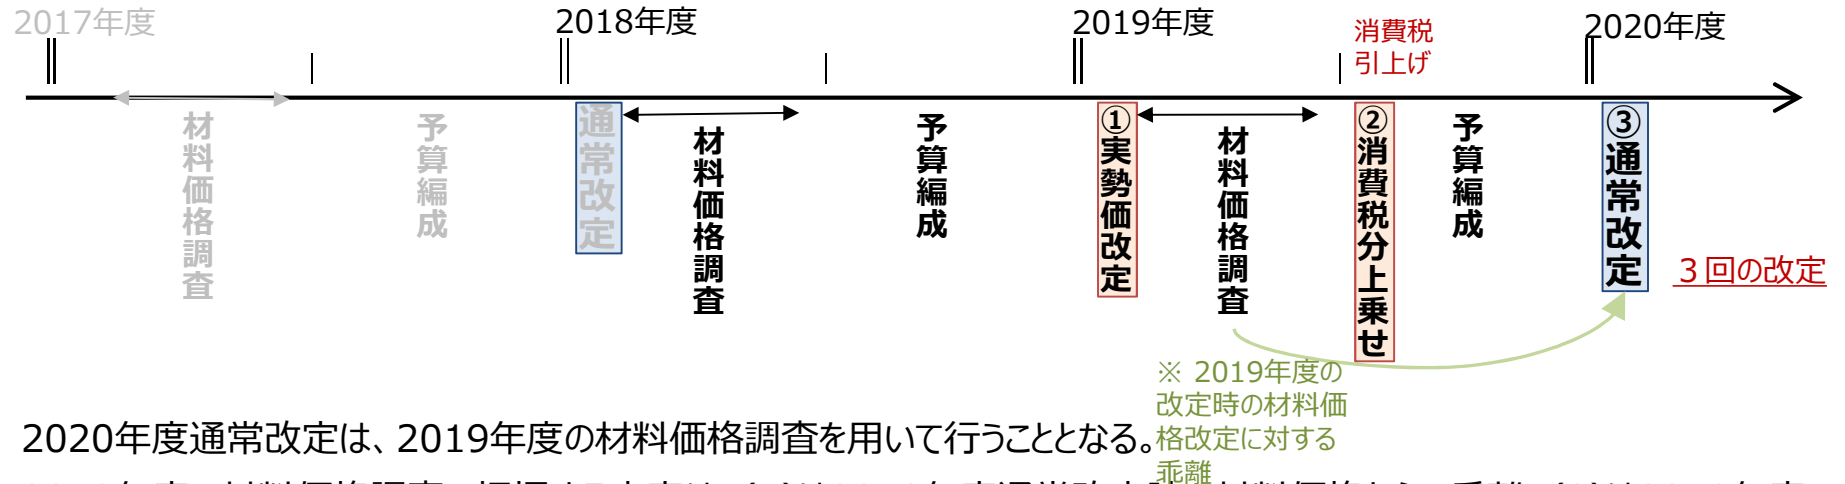 2017年度
2018年度
2019年度
消費税
引上げ
2020年度
材料価格調査
予算編成
通常改定
材料価格調査
予算編成
①実勢価改定
材料価格調査
②消費税分上乗せ
予算編成
③通常改定
３回の改定
※ 2019年度の
改定時の材料価
格改定に対する
乖離
2020年度通常改定は、2019年度の材料価格調査を用いて行うこととなる。